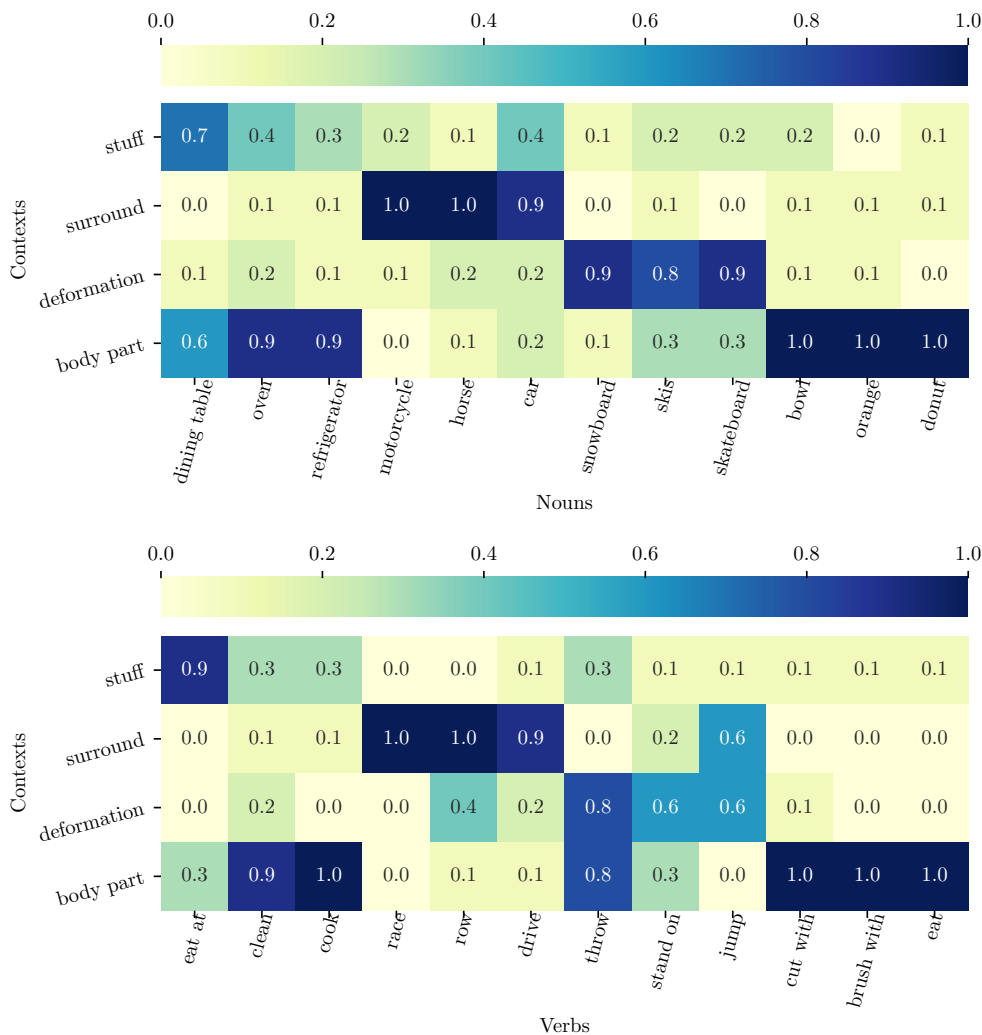 0.0 0.2 0.4 0.6 0.8 1.0
stuff 0.7 0.4 0.3 0.2 0.1 0.4 0.1 0.2 0.2 0.2 0.0 0.1
surround 0.0 0.1 0.1 1.0 1.0 0.9 0.0 0.1 0.0 0.1 0.1 0.1
deformation 0.1 0.2 0.1 0.1 0.2 0.2 0.9 0.8 0.9 0.1 0.1 0.0
body part 0.6 0.9 0.9 0.0 0.1 0.2 0.1 0.3 0.3 1.0 1.0 1.0
Contexts
dining table oven refrigerator motorcycle horse car snowboard skis skateboard bowl orange donut
Nouns
0.0 0.2 0.4 0.6 0.8 1.0
stuff 0.9 0.3 0.3 0.0 0.0 0.1 0.3 0.1 0.1 0.1 0.1 0.1
surround 0.0 0.1 0.1 1.0 1.0 0.9 0.0 0.2 0.6 0.0 0.0 0.0
deformation 0.0 0.2 0.0 0.0 0.4 0.2 0.8 0.6 0.6 0.1 0.0 0.0
body part 0.3 0.9 1.0 0.0 0.1 0.1 0.8 0.3 0.0 1.0 1.0 1.0
Contexts
eat at clean cook race row drive throw stand on jump cut with brush with eat
Verbs